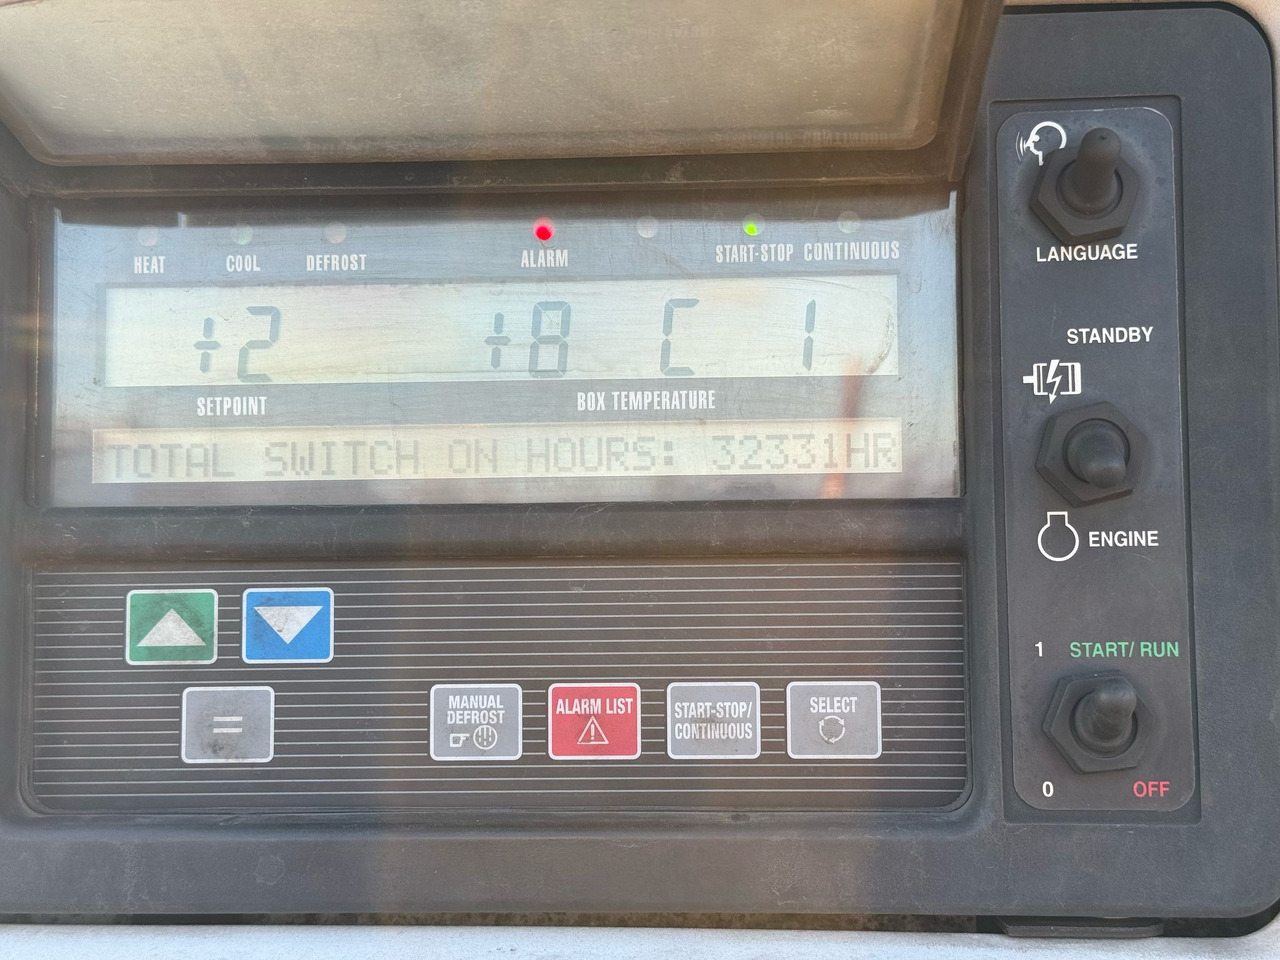 HEAT COOL DEFROST ALARM START-STOP CONTINUOUS
+2 +8 C 1
SETPOINT BOX TEMPERATURE
TOTAL SWITCH ON HOURS: 32331HR
MANUAL DEFROST
ALARM LIST
START-STOP/
CONTINUOUS
SELECT
LANGUAGE
STANDBY
ENGINE
1 START/RUN
0 OFF